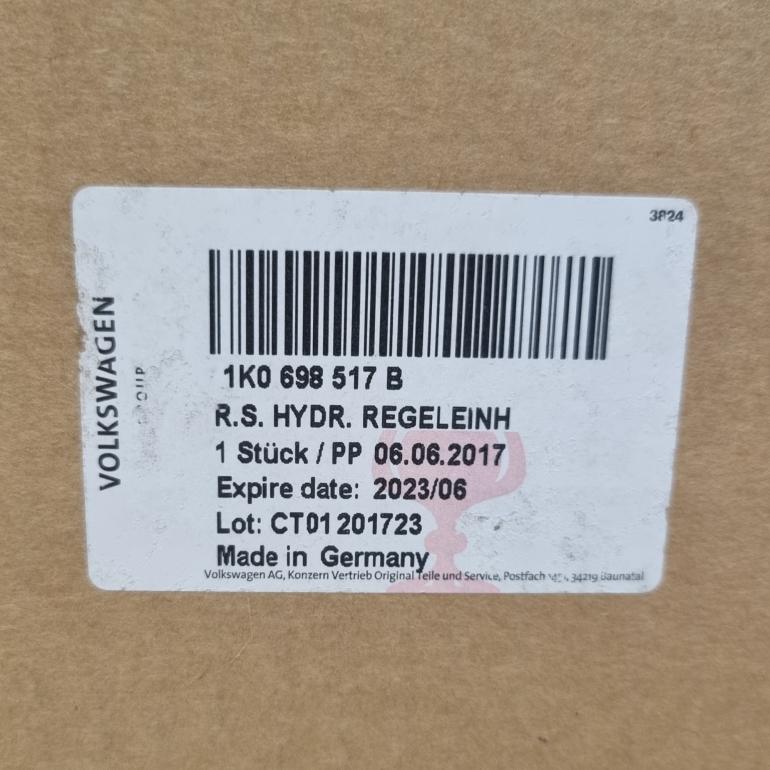 3824
VOLKSWAGEN
1K0 698 517 B
R.S. HYDR. REGELEINH
1 Stück / PP 06.06.2017
Expire date: 2023/06
Lot: CT01 201723
Made in Germany
Volkswagen AG, Konzern Vertrieb Original Teile und Service, Postfach 34219 Baunatal